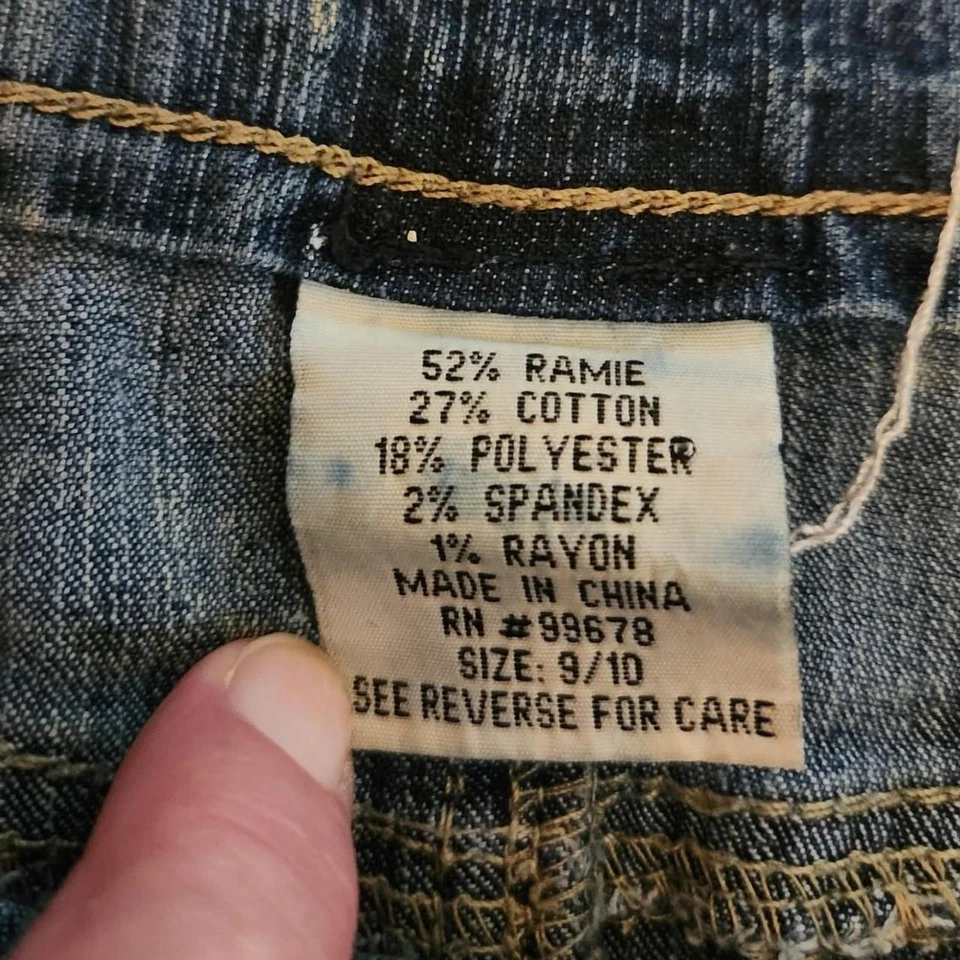 52% RAMIE
27% COTTON
18% POLYESTER
2% SPANDEX
1% RAYON
MADE IN CHINA
RN #99678
SIZE: 9/10
SEE REVERSE FOR CARE